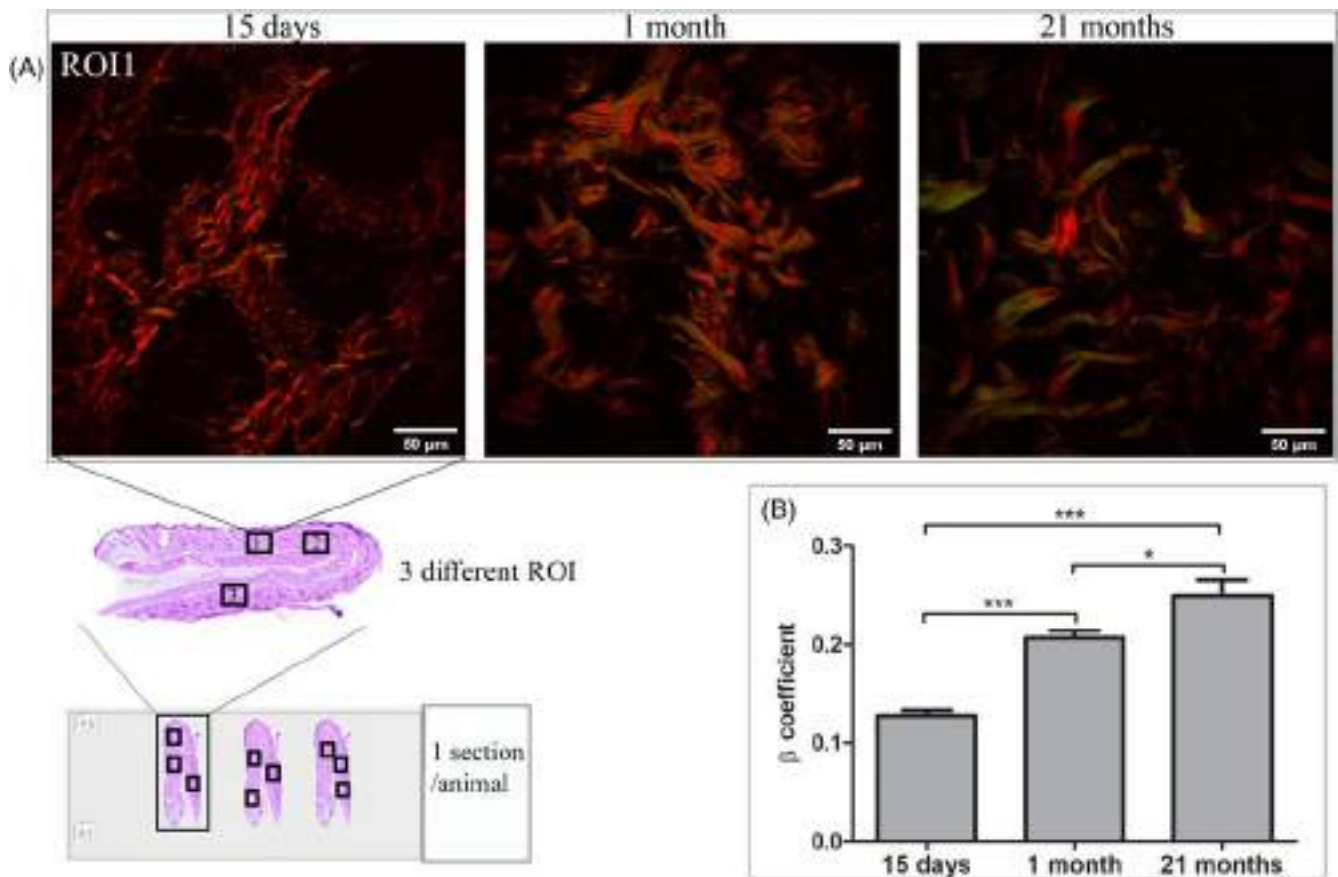 15 days
1 month
21 months
(A)
ROI1
50 µm
50 µm
50 µm
3 different ROI
1 section
/animal
(B)
***
*
***
0.3
0.2
0.1
0.0
β coefficient
15 days
1 month
21 months